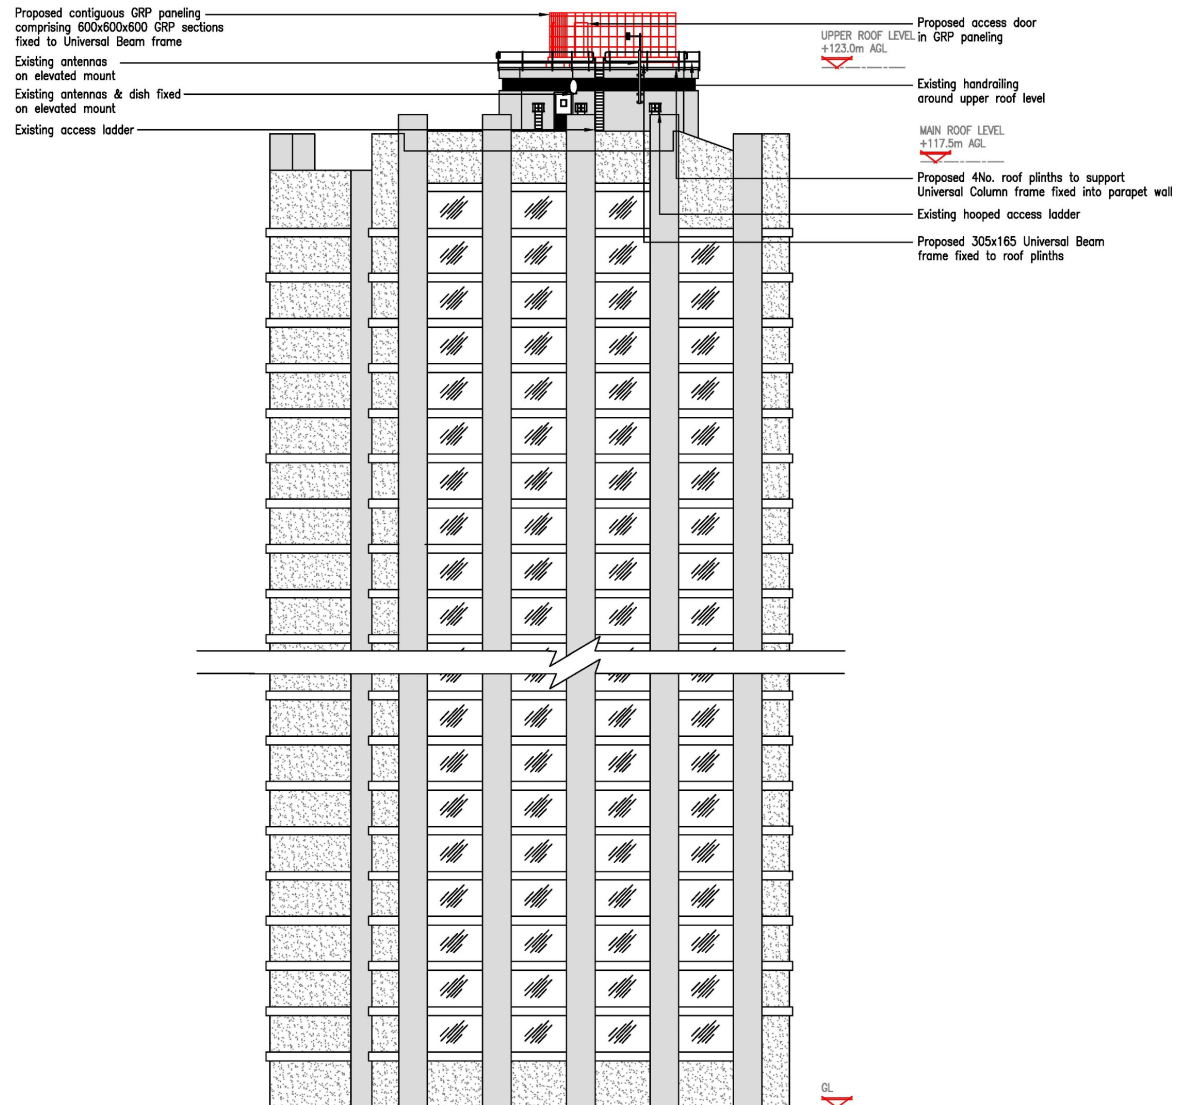 Proposed contiguous GRP paneling
comprising 600x600x600 GRP sections
fixed to Universal Beam frame
Existing antennas
on elevated mount
Existing antennas & dish fixed
on elevated mount
Existing access ladder
Proposed access door
in GRP paneling
UPPER ROOF LEVEL
+123.0m AGL
Existing handrailing
around upper roof level
MAIN ROOF LEVEL
+117.5m AGL
Proposed 4No. roof plinths to support
Universal Column frame fixed into parapet wall
Existing hooped access ladder
Proposed 305x165 Universal Beam
frame fixed to roof plinths
GL